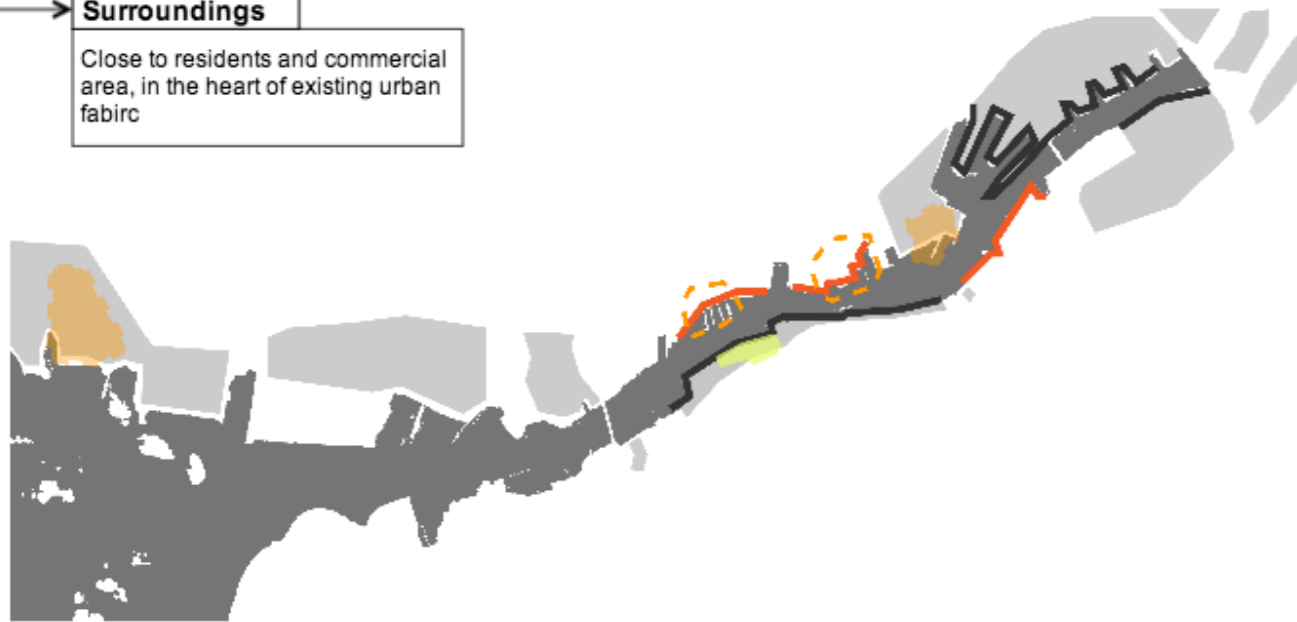 Surroundings
Close to residents and commercial
area, in the heart of existing urban
fabirc